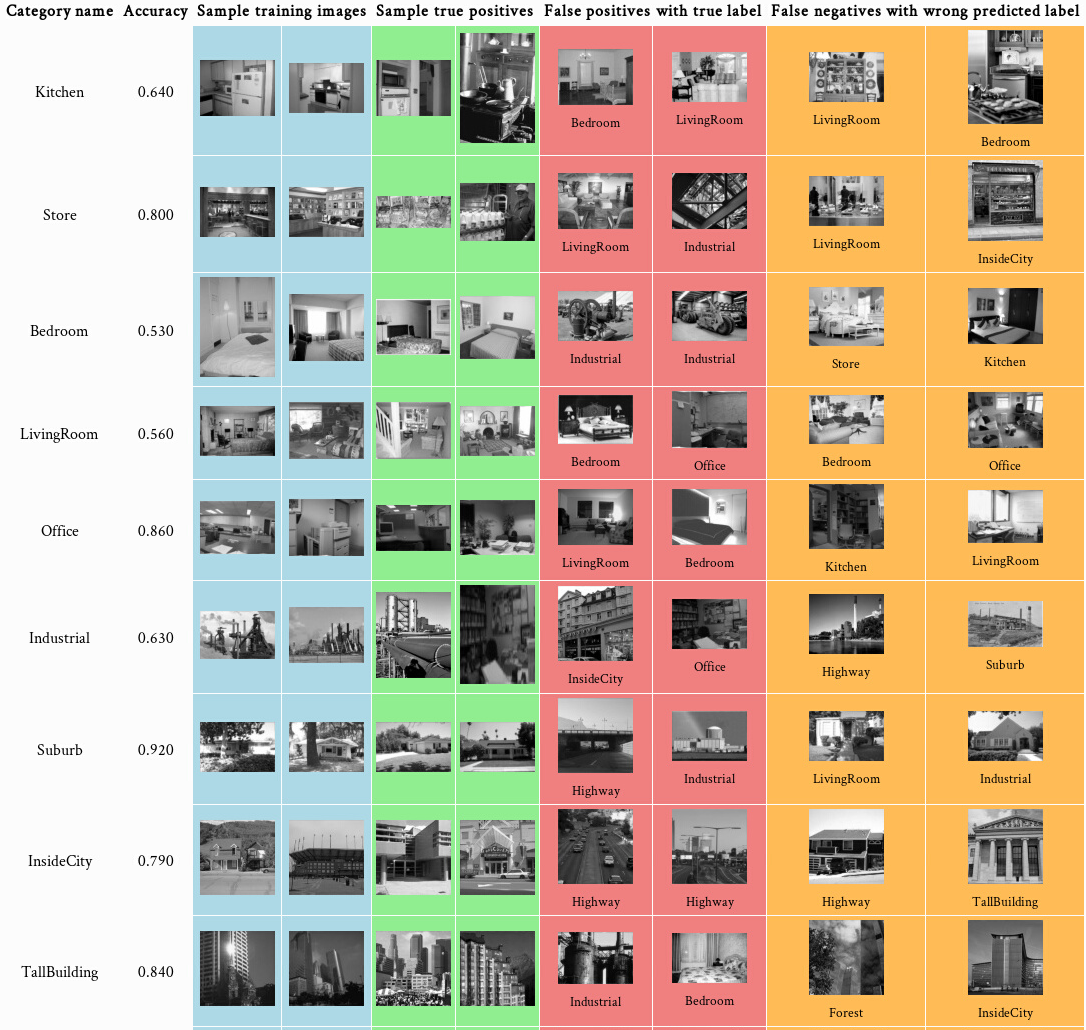 Category name Accuracy Sample training images Sample true positives False positives with true label False negatives with wrong predicted label
Kitchen 0.640 Bedroom LivingRoom LivingRoom Bedroom
Store 0.800 LivingRoom Industrial LivingRoom InsideCity
Bedroom 0.530 Industrial Industrial Store Kitchen
LivingRoom 0.560 Bedroom Office Bedroom Office
Office 0.860 LivingRoom Bedroom Kitchen LivingRoom
Industrial 0.630 InsideCity Office Highway Suburb
Suburb 0.920 Highway Industrial LivingRoom Industrial
InsideCity 0.790 Highway Highway Highway TallBuilding
TallBuilding 0.840 Industrial Bedroom Forest InsideCity